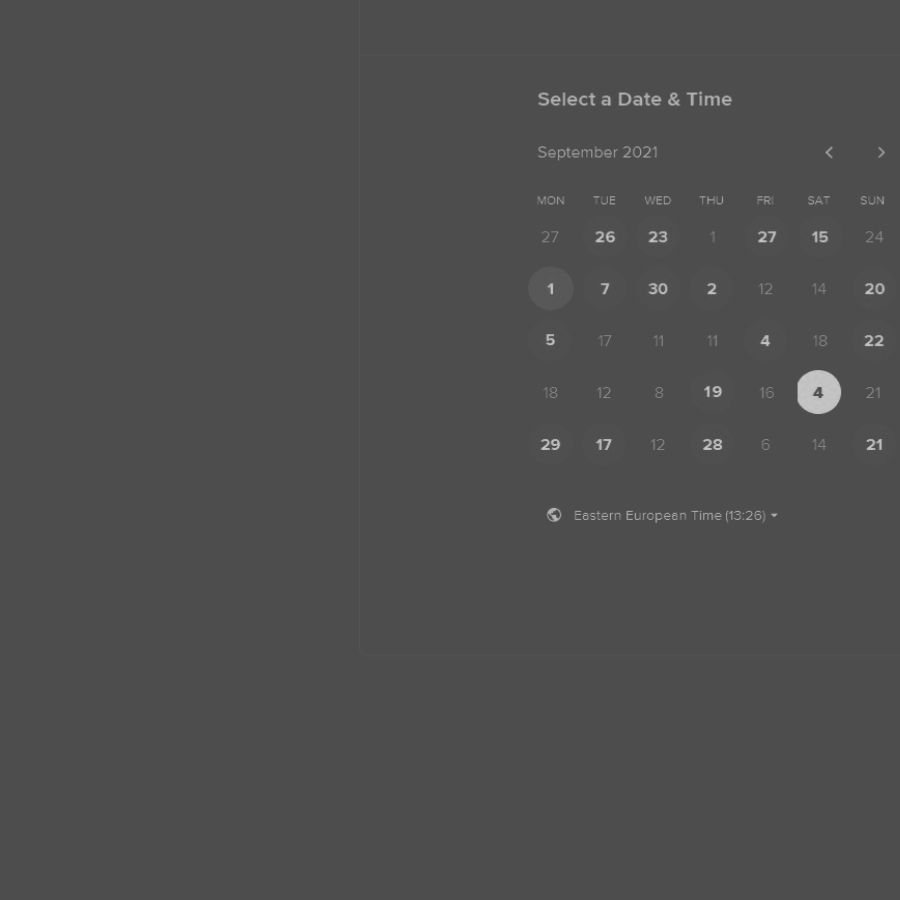 Select a Date & Time
September 2021
MON TUE WED THU FRI SAT SUN
27 26 23 1 27 15 24
1 7 30 2 12 14 20
5 17 11 11 4 18 22
18 12 8 19 16 4 21
29 17 12 28 6 14 21
Eastern European Time (13:26)